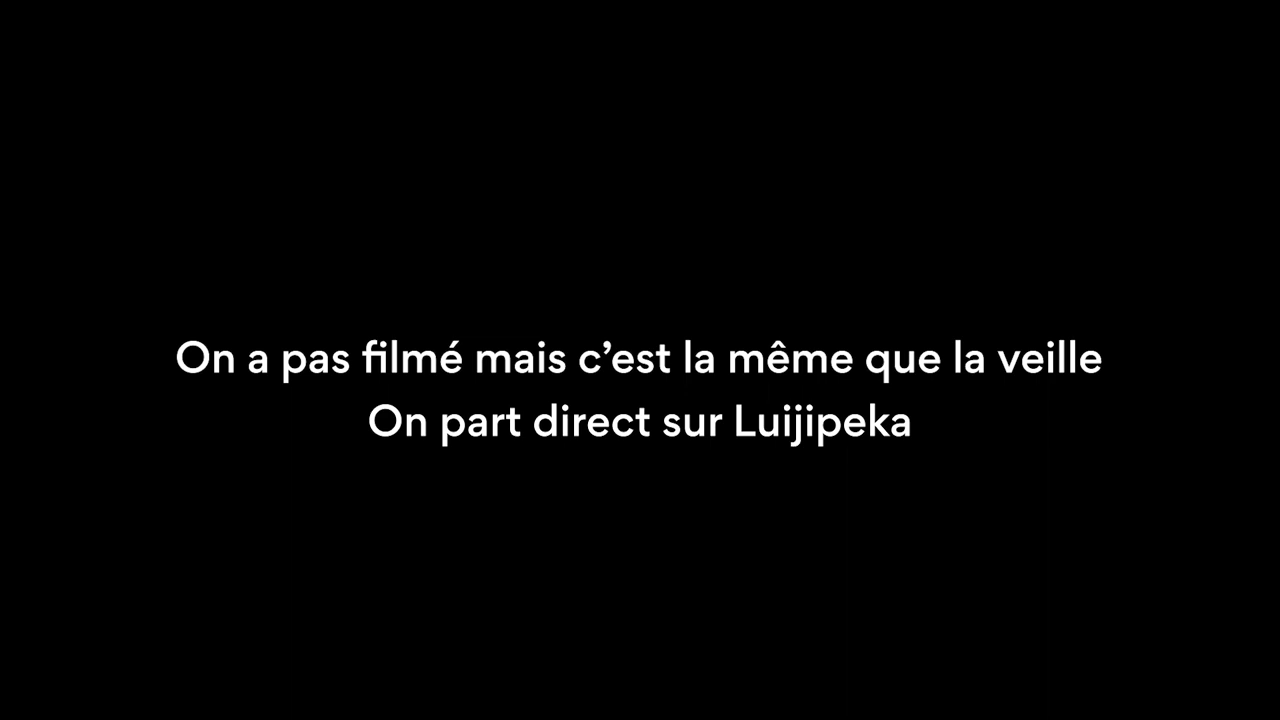 On a pas filmé mais c’est la même que la veille
On part direct sur Luijipeka